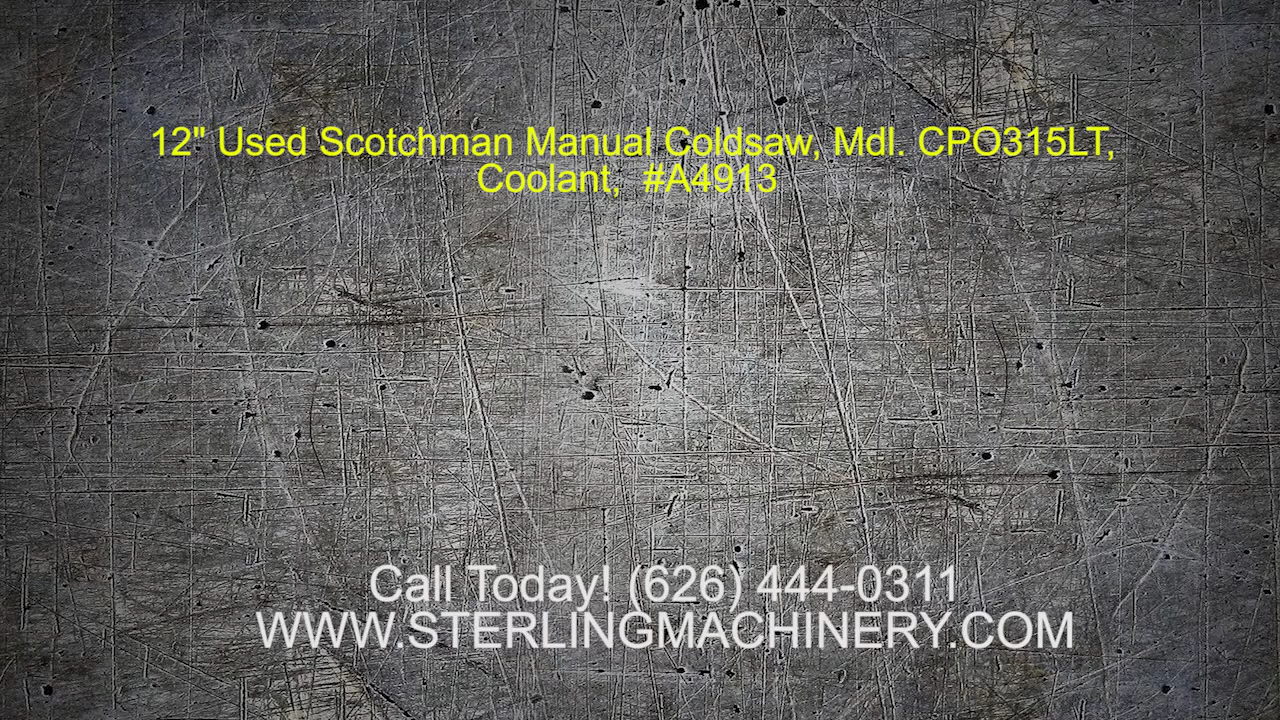 12" Used Scotchman Manual Coldsaw, Mdl. CPO315LT,
Coolant,  #A4913
Call Today! (626) 444-0311
WWW.STERLINGMACHINERY.COM